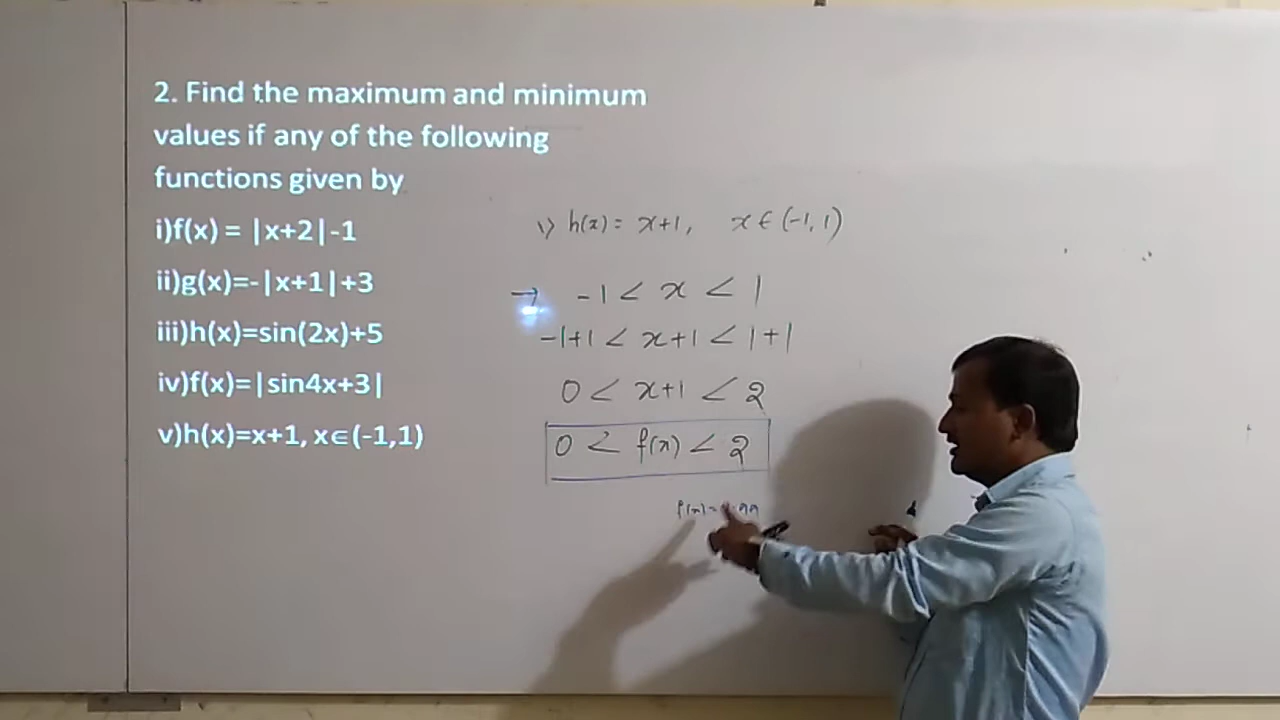 2. Find the maximum and minimum
values if any of the following
functions given by
i)f(x) = |x+2|-1
ii)g(x)=-|x+1|+3
iii)h(x)=sin(2x)+5
iv)f(x)=|sin4x+3|
v)h(x)=x+1, x∈(-1,1)
h(x) = x+1, x ∈ (-1, 1)
→ -1 < x < 1
-1+1 < x+1 < 1+1
0 < x+1 < 2
0 < f(x) < 2
f(x)=